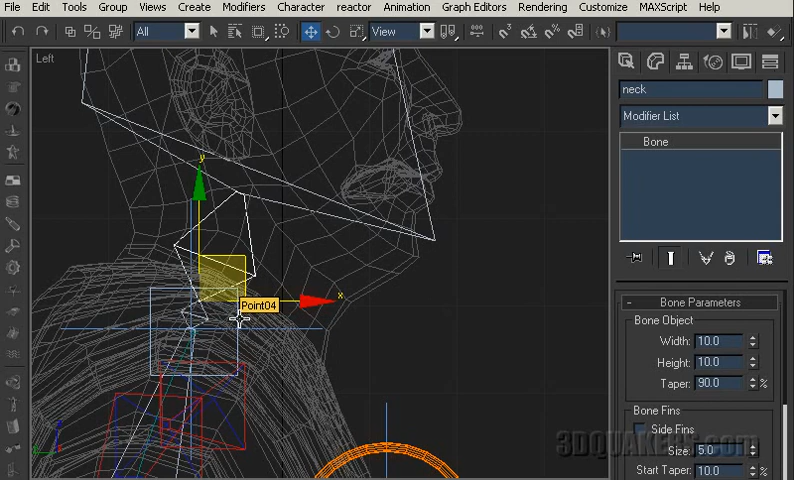 File Edit Tools Group Views Create Modifiers Character reactor Animation Graph Editors Rendering Customize MAXScript Help
All
View
Left
neck
Modifier List
Bone
y
x
Point04
- Bone Parameters
Bone Object
Width: 10.0
Height: 10.0
Taper: 90.0 %
Bone Fins
Side Fins
Size: 5.0
Start Taper: 10.0 %
3DQUAKERS.com